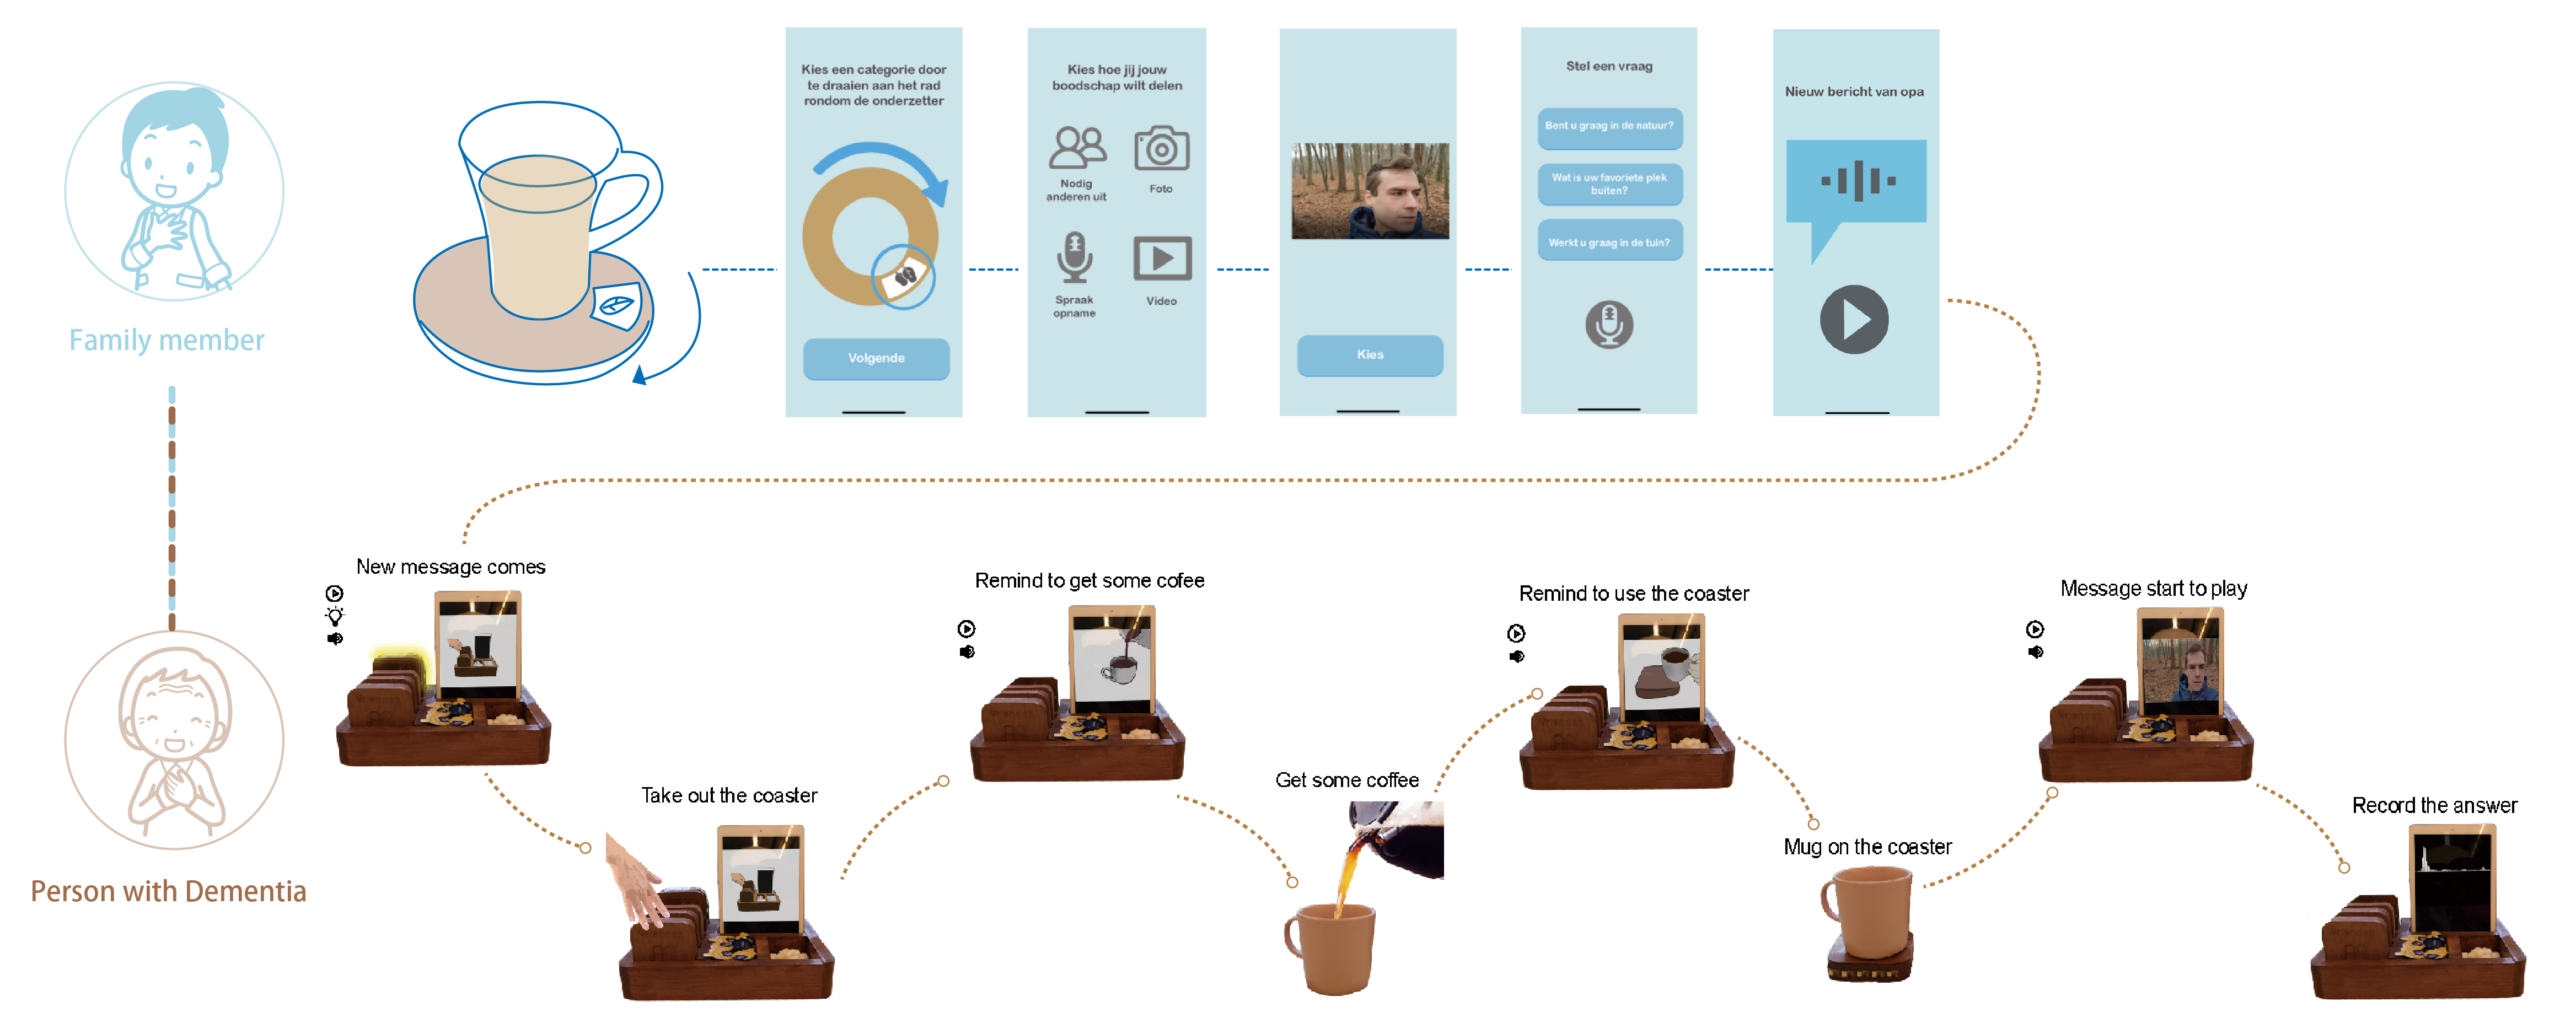 Family member
Kies een categorie door
te draaien aan het rad
rondom de onderzetter
Volgende
Kies hoe jij jouw
boodschap wilt delen
Nodig
anderen uit
Foto
Spraak
opname
Video
Kies
Stel een vraag
Bent u graag in de natuur?
Wat is uw favoriete plek
buiten?
Werkt u graag in de tuin?
Nieuw bericht van opa
Person with Dementia
New message comes
Take out the coaster
Remind to get some cofee
Get some coffee
Remind to use the coaster
Mug on the coaster
Message start to play
Record the answer